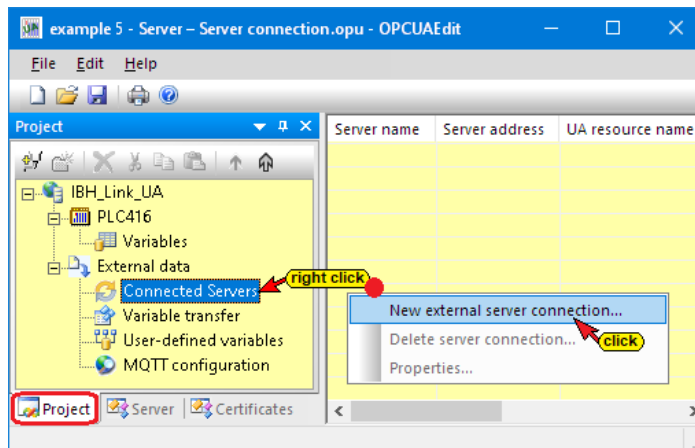 example 5 - Server – Server connection.opu - OPCUAEdit
File Edit Help
Project
Server name Server address UA resource name
IBH_Link_UA
PLC416
Variables
External data
right click
Connected Servers
New external server connection...
Variable transfer
User-defined variables
Delete server connection...
click
MQTT configuration
Properties...
Project Server Certificates